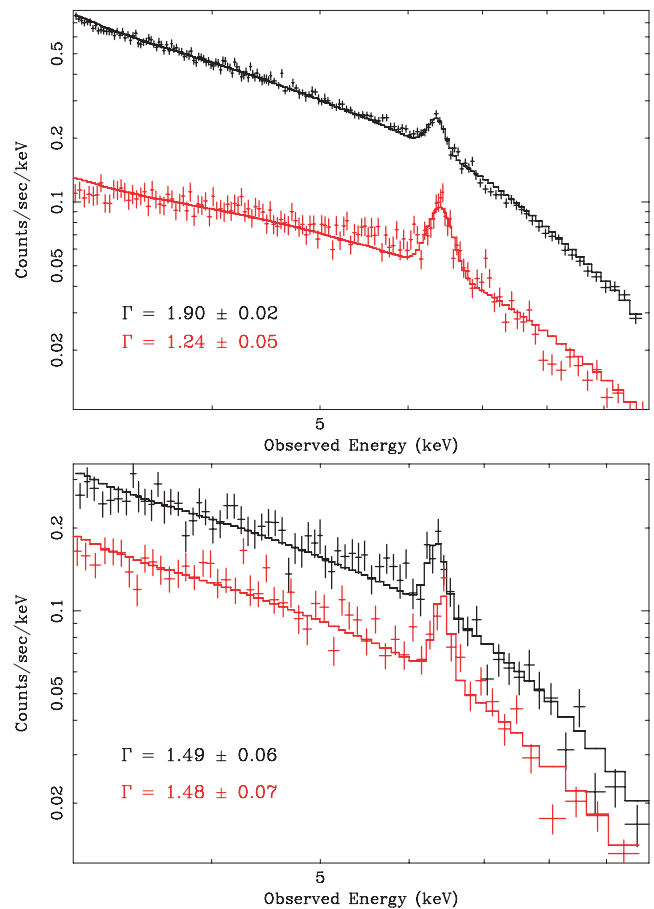 0.5
0.2
0.1
0.05
0.02
Counts/sec/keV
Γ = 1.90 ± 0.02
Γ = 1.24 ± 0.05
5
Observed Energy (keV)
0.2
0.1
0.05
0.02
Counts/sec/keV
Γ = 1.49 ± 0.06
Γ = 1.48 ± 0.07
5
Observed Energy (keV)